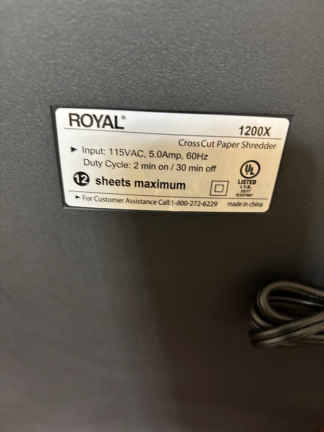 ROYAL®
1200X
CrossCut Paper Shredder
► Input: 115VAC, 5.0Amp, 60Hz
Duty Cycle: 2 min on / 30 min off
12 sheets maximum
UL
LISTED
► For Customer Assistance Call:1-800-272-6229
made in china